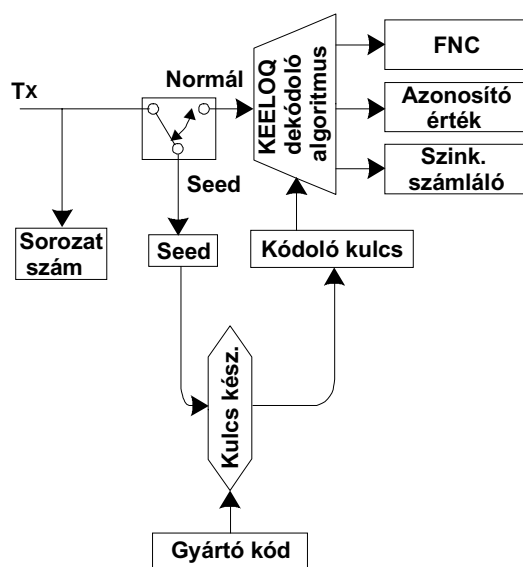 Tx
Normál
KEELOQ
dekódoló
algoritmus
FNC
Azonosító
érték
Szink.
számláló
Seed
Sorozat
szám
Seed
Kódoló kulcs
Kulcs kész.
Gyártó kód